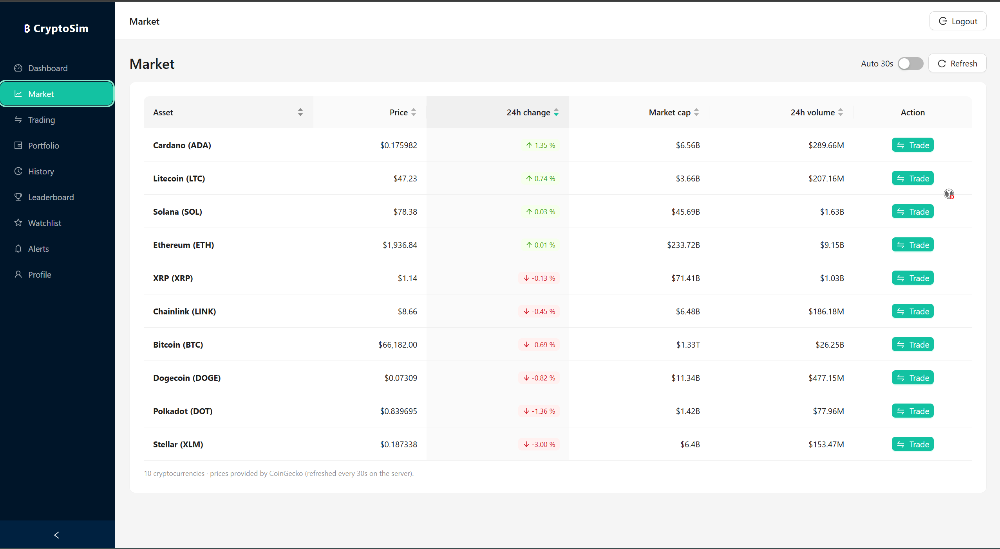 ₿ CryptoSim
Market
Logout
Dashboard
Market
Trading
Portfolio
History
Leaderboard
Watchlist
Alerts
Profile
Market
Auto 30s
Refresh
Asset Price 24h change Market cap 24h volume Action
Cardano (ADA) $0.175982 1.35 % $6.56B $289.66M Trade
Litecoin (LTC) $47.23 0.74 % $3.66B $207.16M Trade
Solana (SOL) $78.38 0.03 % $45.69B $1.63B Trade
Ethereum (ETH) $1,936.84 0.01 % $233.72B $9.15B Trade
XRP (XRP) $1.14 -0.13 % $71.41B $1.03B Trade
Chainlink (LINK) $8.66 -0.45 % $6.48B $186.18M Trade
Bitcoin (BTC) $66,182.00 -0.69 % $1.33T $26.25B Trade
Dogecoin (DOGE) $0.07309 -0.82 % $11.34B $477.15M Trade
Polkadot (DOT) $0.839695 -1.36 % $1.42B $77.96M Trade
Stellar (XLM) $0.187338 -3.00 % $6.4B $153.47M Trade
10 cryptocurrencies · prices provided by CoinGecko (refreshed every 30s on the server).